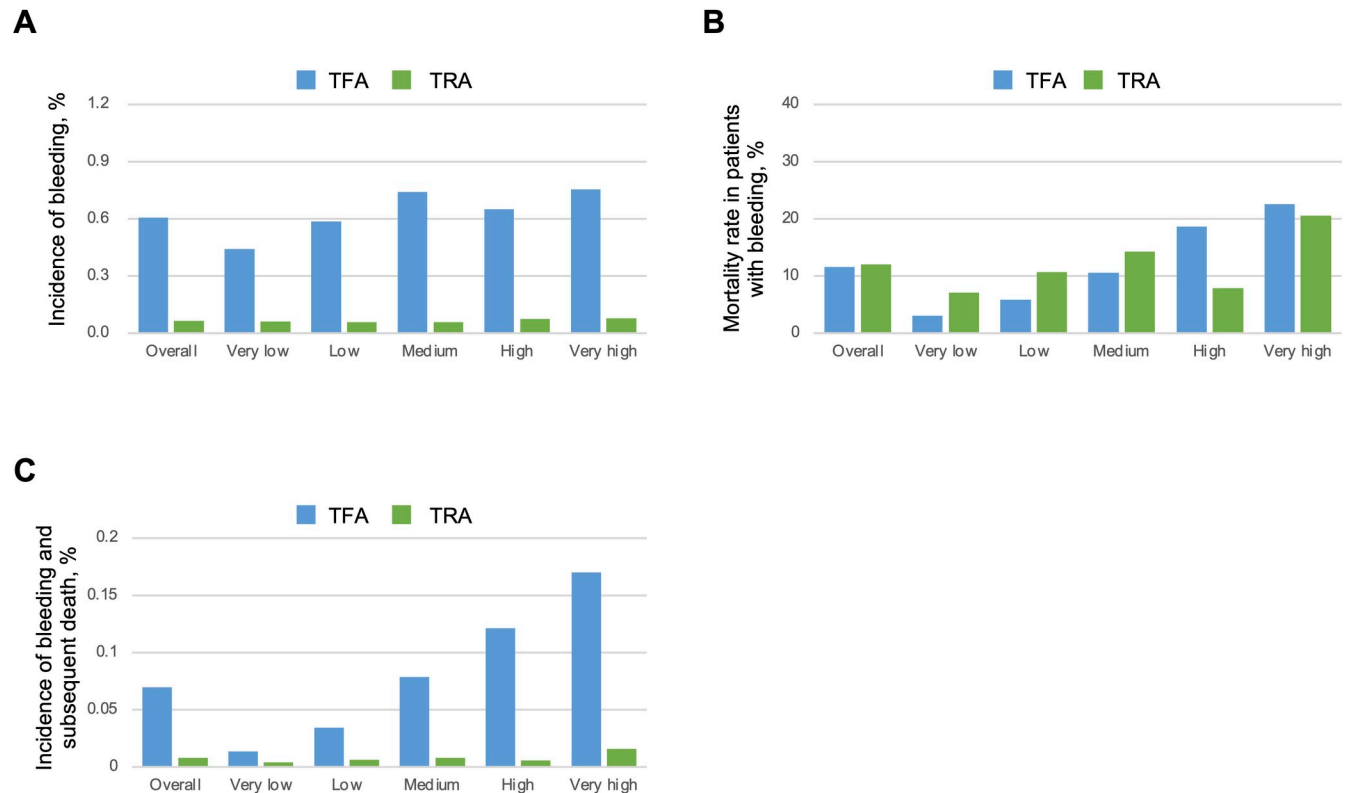 A
TFA TRA
Incidence of bleeding, %
1.2
0.9
0.6
0.3
0.0
Overall Very low Low Medium High Very high
B
TFA TRA
Mortality rate in patients
with bleeding, %
40
30
20
10
0
Overall Very low Low Medium High Very high
C
TFA TRA
Incidence of bleeding and
subsequent death, %
0.2
0.15
0.1
0.05
0
Overall Very low Low Medium High Very high